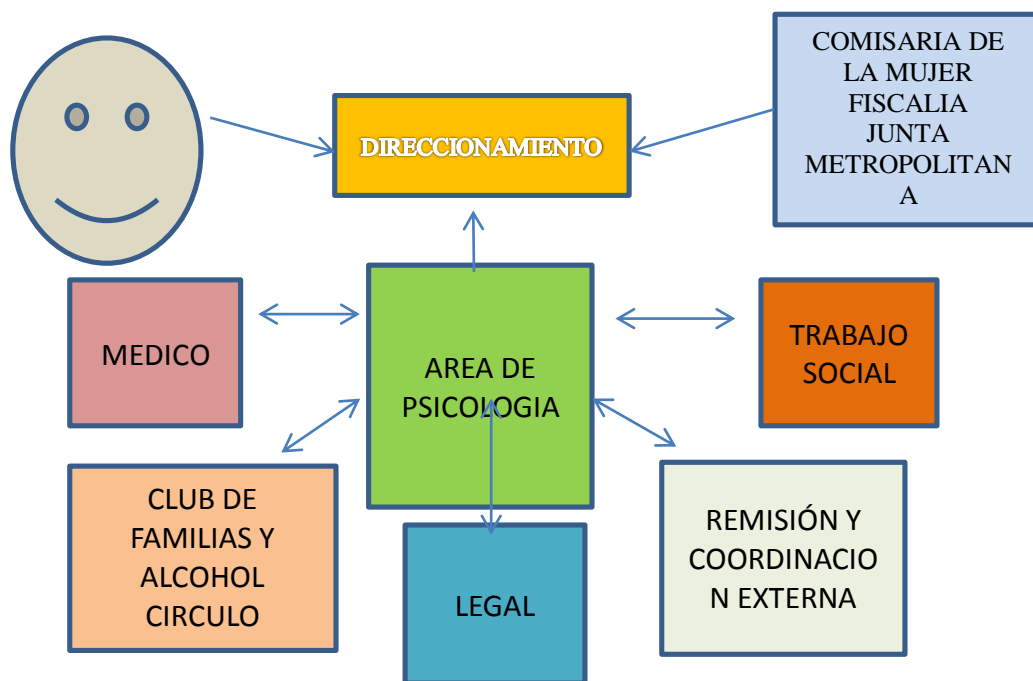 COMISARIA DE
LA MUJER
FISCALIA
JUNTA
METROPOLITAN
A
DIRECCIONAMIENTO
MEDICO
AREA DE
PSICOLOGIA
TRABAJO
SOCIAL
CLUB DE
FAMILIAS Y
ALCOHOL
CIRCULO
LEGAL
REMISIÓN Y
COORDINACIO
N EXTERNA